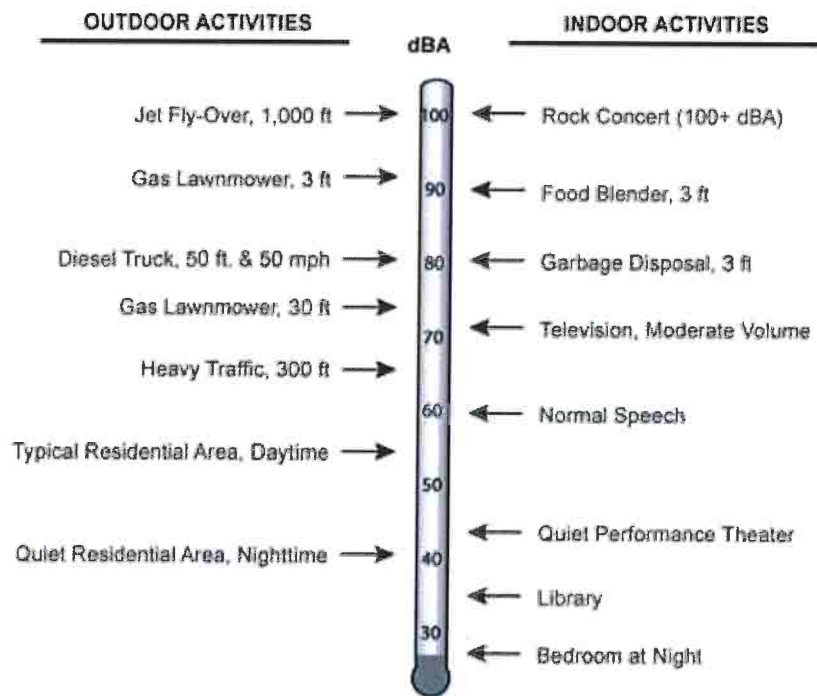 OUTDOOR ACTIVITIES
dBA
INDOOR ACTIVITIES
Jet Fly-Over, 1,000 ft
100
Rock Concert (100+ dBA)
Gas Lawnmower, 3 ft
90
Food Blender, 3 ft
Diesel Truck, 50 ft. & 50 mph
80
Garbage Disposal, 3 ft
Gas Lawnmower, 30 ft
70
Television, Moderate Volume
Heavy Traffic, 300 ft
60
Normal Speech
Typical Residential Area, Daytime
50
Quiet Performance Theater
Quiet Residential Area, Nighttime
40
Library
30
Bedroom at Night